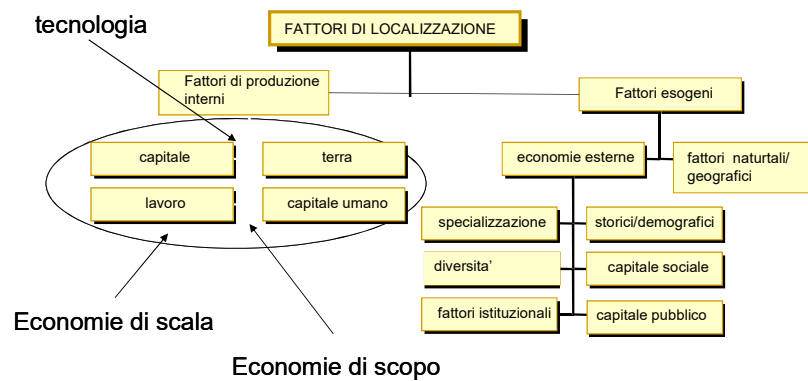 tecnologia
FATTORI DI LOCALIZZAZIONE
Fattori di produzione
interni
Fattori esogeni
capitale
terra
economie esterne
fattori naturtali/
geografici
lavoro
capitale umano
specializzazione
storici/demografici
diversita'
capitale sociale
fattori istituzionali
capitale pubblico
Economie di scala
Economie di scopo